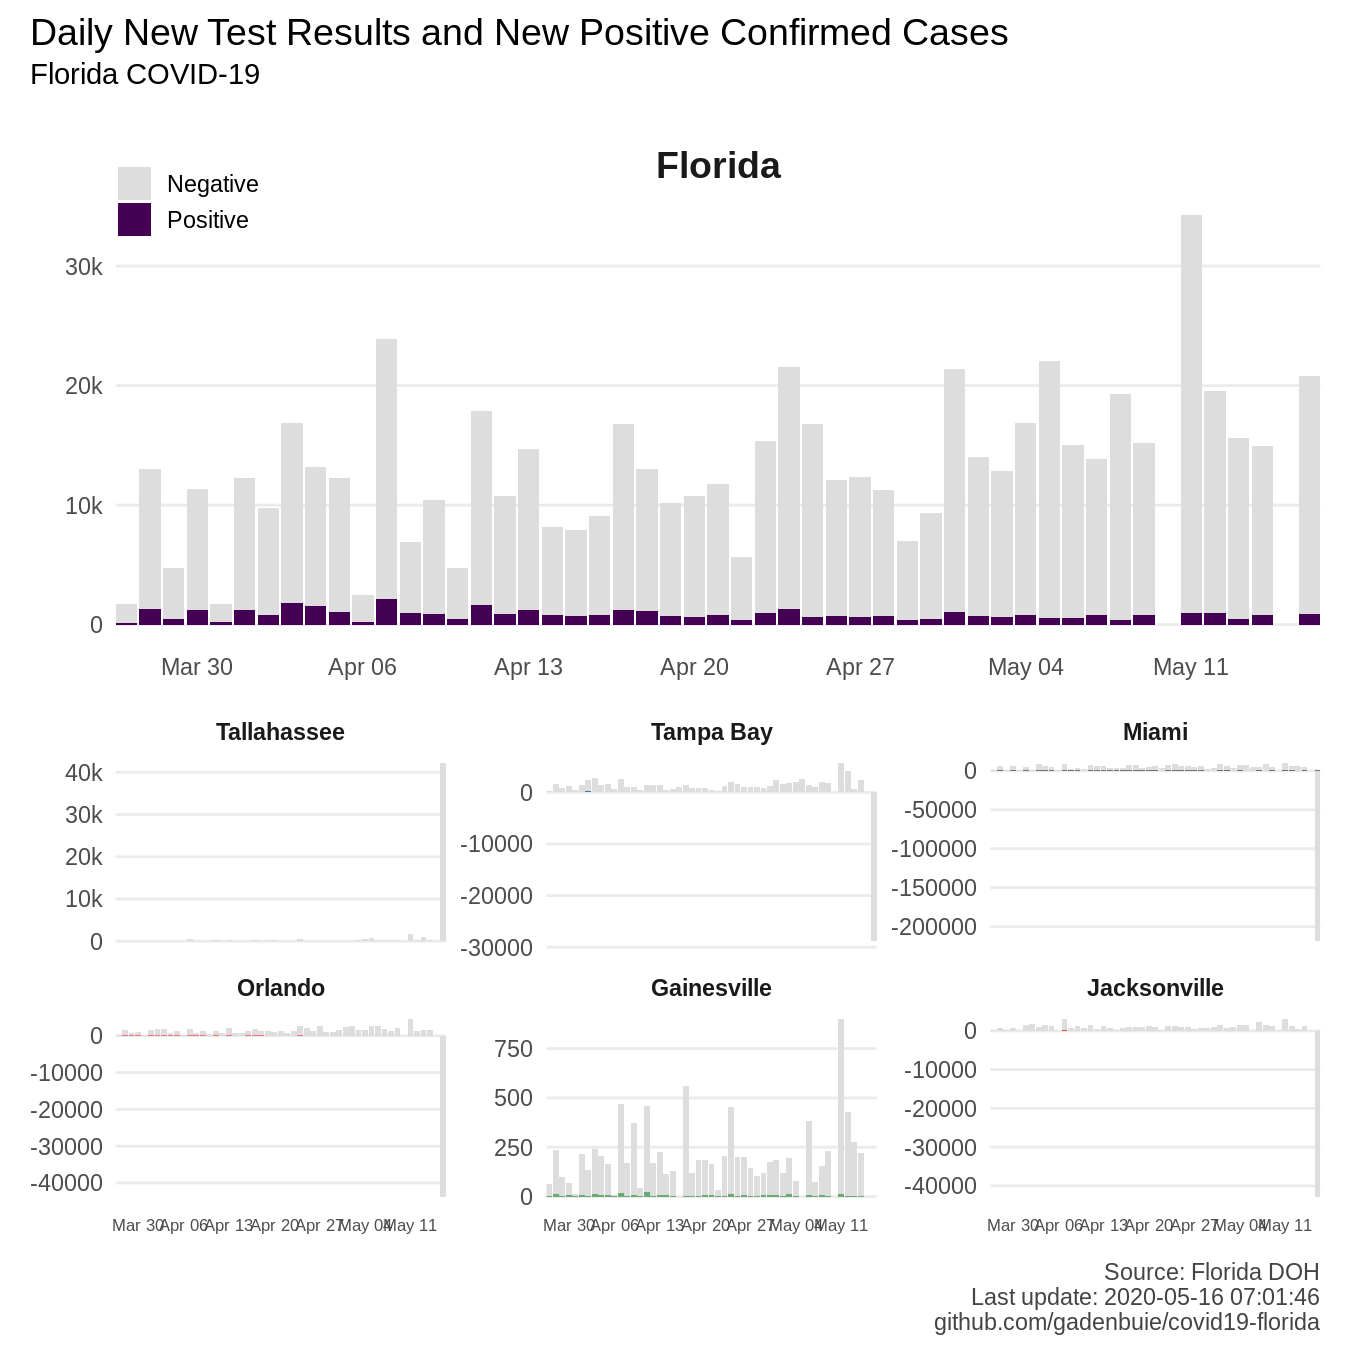 Daily New Test Results and New Positive Confirmed Cases
Florida COVID-19
Florida
Negative
Positive
30k
20k
10k
0
Mar 30 Apr 06 Apr 13 Apr 20 Apr 27 May 04 May 11
Tallahassee
40k
30k
20k
10k
0
Tampa Bay
0
-10000
-20000
-30000
Miami
0
-50000
-100000
-150000
-200000
Orlando
0
-10000
-20000
-30000
-40000
Mar 30 Apr 06 Apr 13 Apr 20 Apr 27 May 04 May 11
Gainesville
750
500
250
0
Mar 30 Apr 06 Apr 13 Apr 20 Apr 27 May 04 May 11
Jacksonville
0
-10000
-20000
-30000
-40000
Mar 30 Apr 06 Apr 13 Apr 20 Apr 27 May 04 May 11
Source: Florida DOH
Last update: 2020-05-16 07:01:46
github.com/gadenbuie/covid19-florida